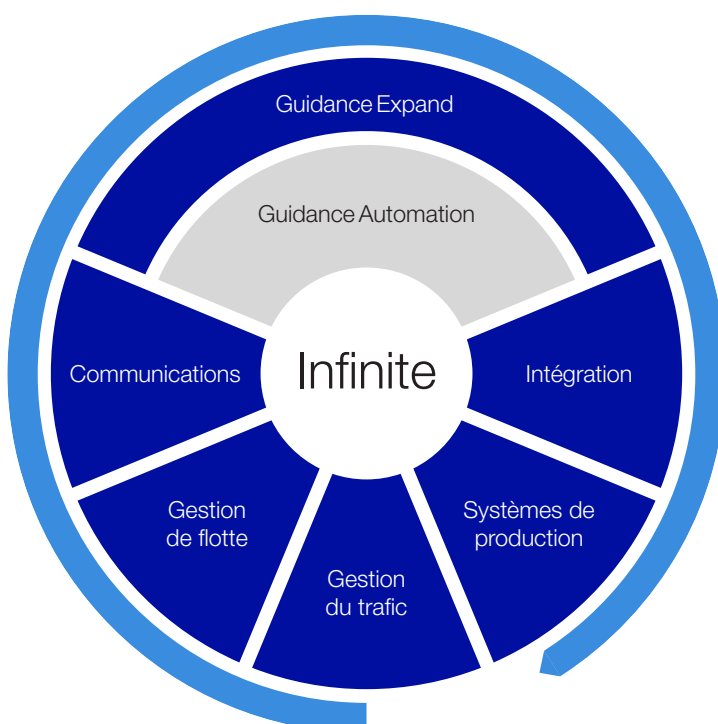 Guidance Expand
Guidance Automation
Communications
Infinite
Intégration
Gestion
de flotte
Systèmes de
production
Gestion
du trafic